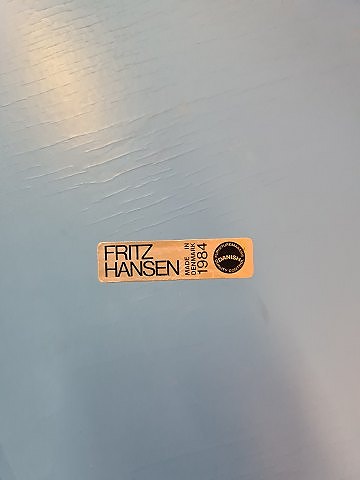 FRITZ
HANSEN
MADE IN
DENMARK
1984
DANISH